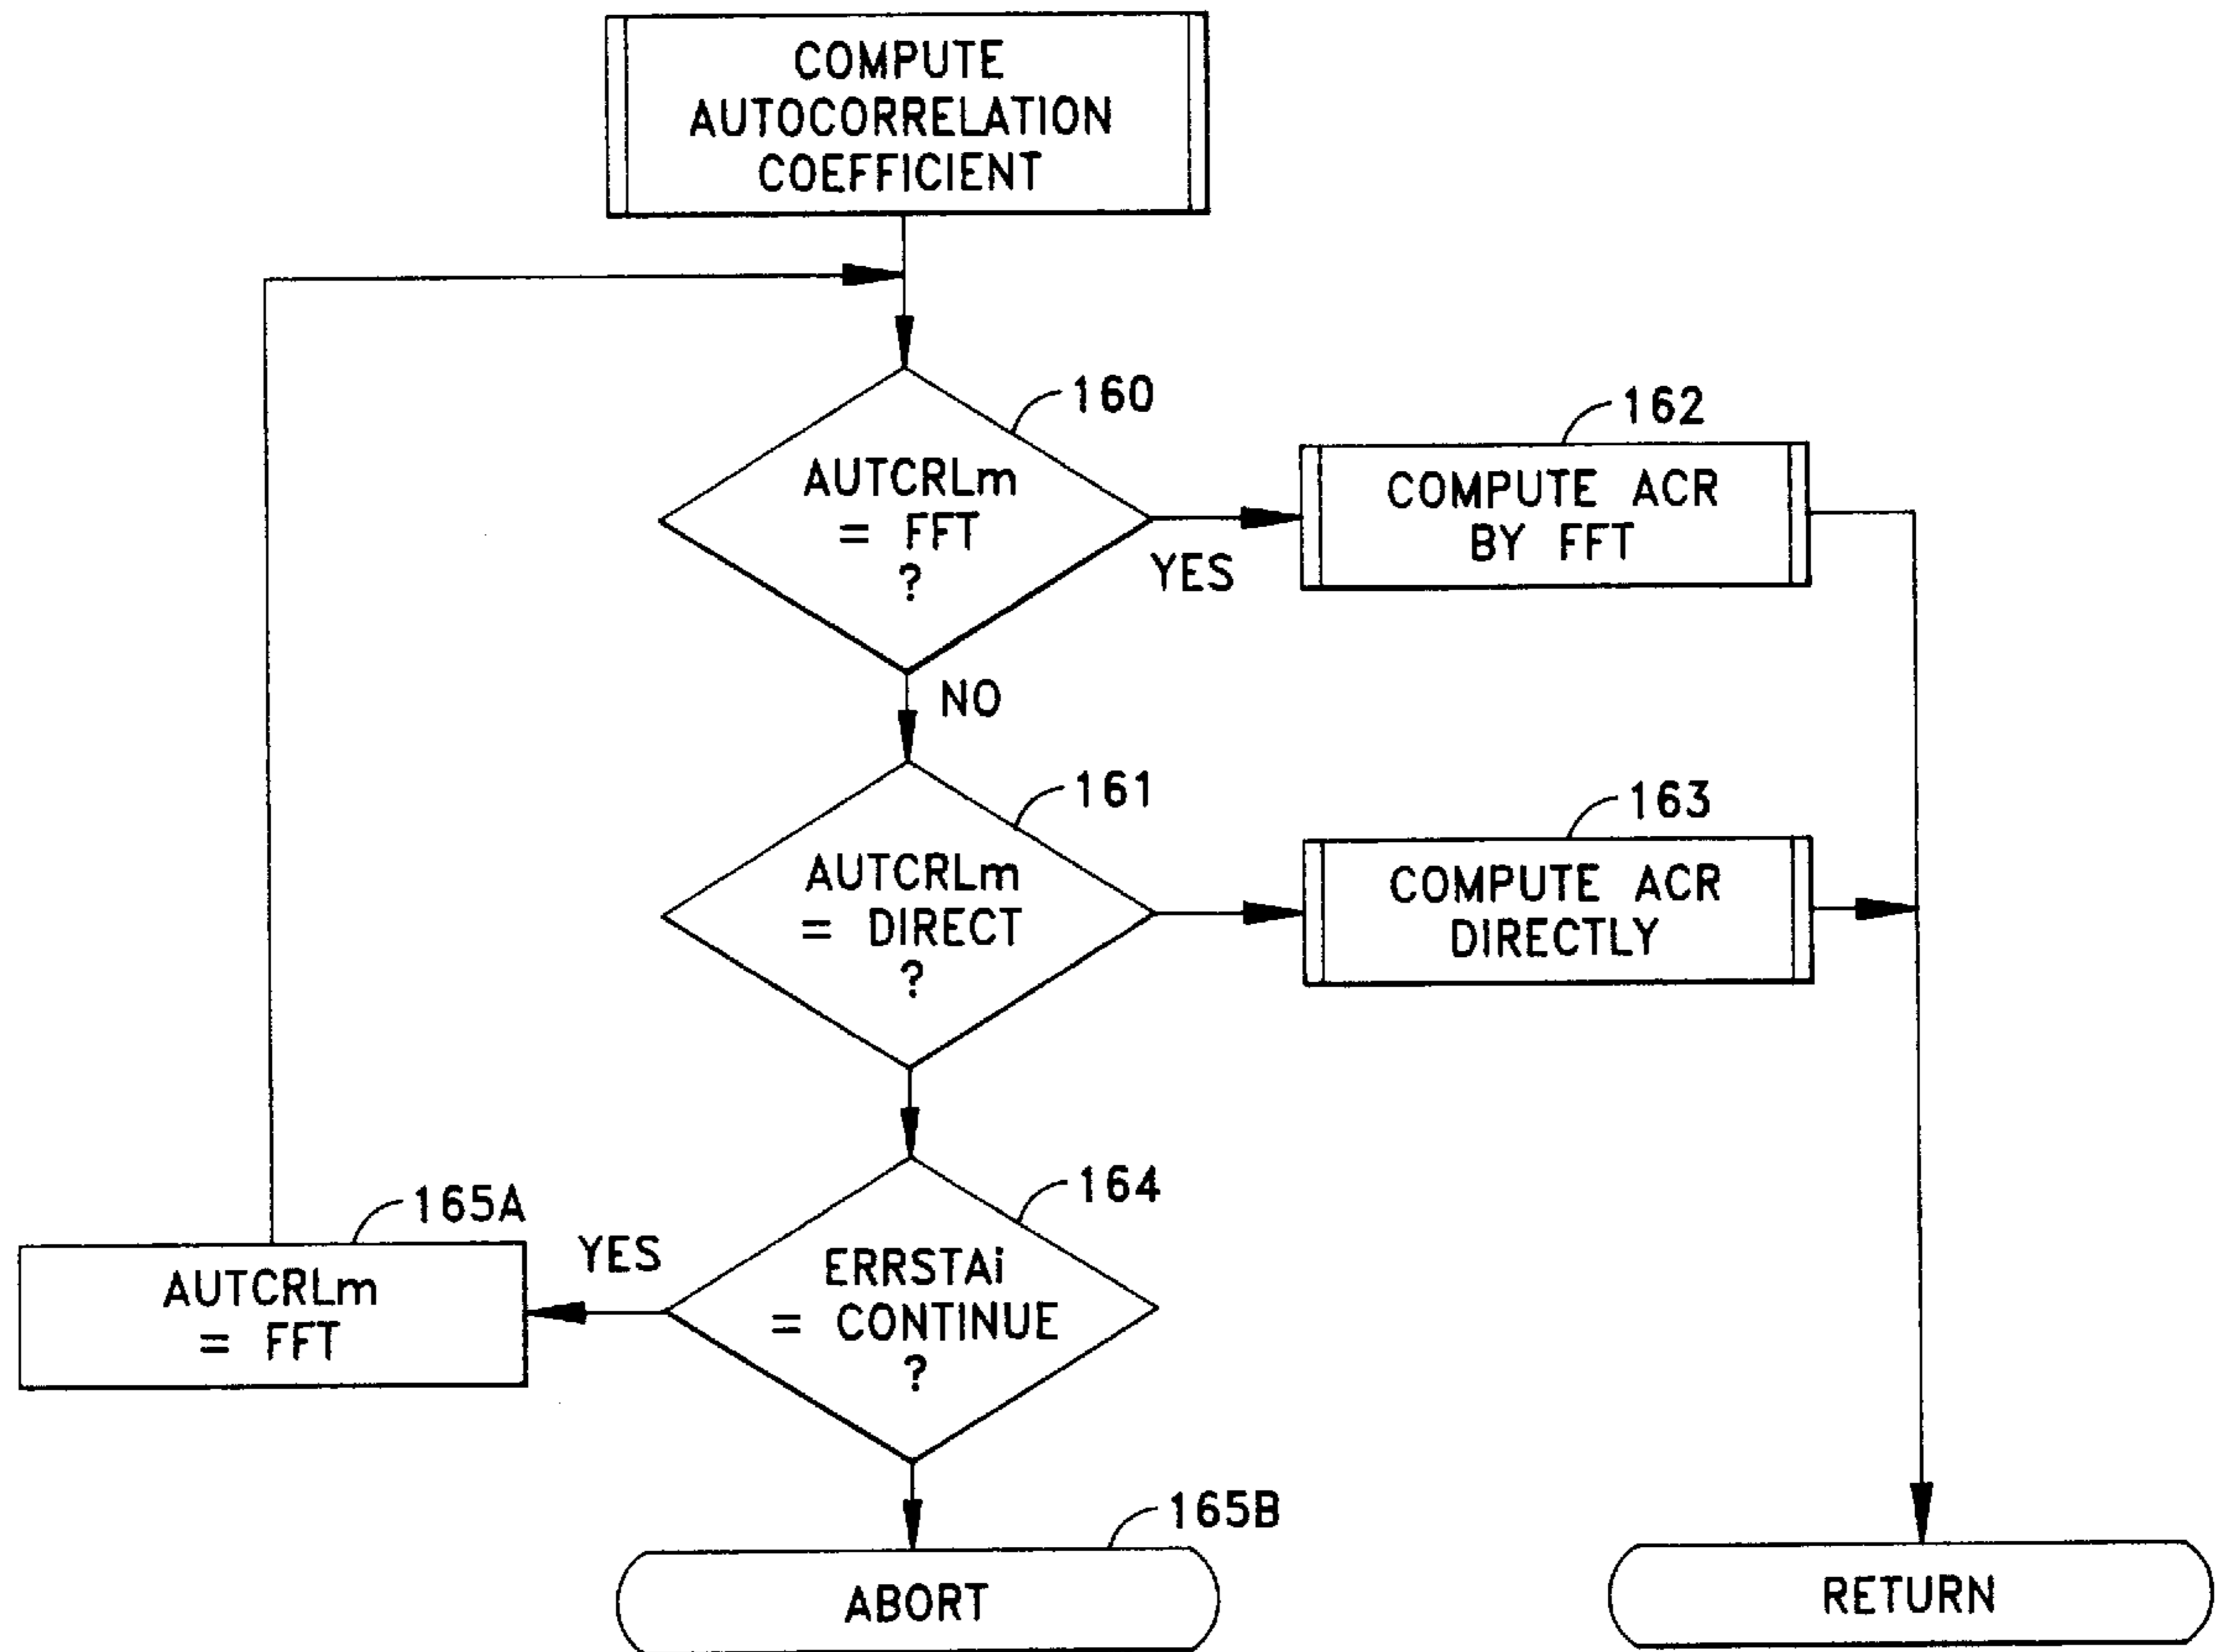 COMPUTE
AUTOCORRELATION
COEFFICIENT
160
AUTCRLm
= FFT
?
YES
162
COMPUTE ACR
BY FFT
NO
161
AUTCRLm
= DIRECT
?
163
COMPUTE ACR
DIRECTLY
164
ERRSTAi
= CONTINUE
?
YES
165A
AUTCRLm
= FFT
165B
ABORT
RETURN